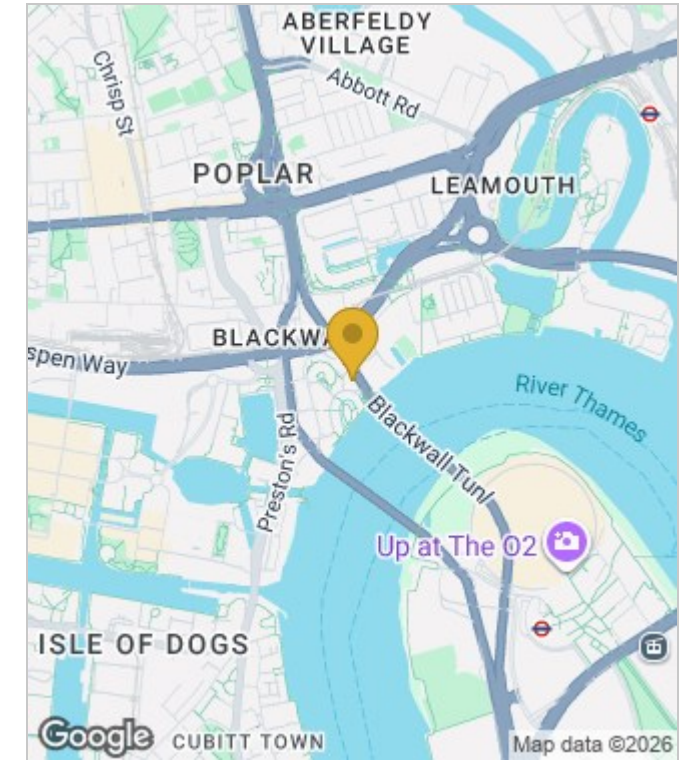 ABERFELDY
VILLAGE
Chrisp St
Abbott Rd
POPLAR
LEAMOUTH
BLACKWA
spen Way
River Thames
Blackwall Tun
Preston's Rd
Up at The O2
ISLE OF DOGS
Google
CUBITT TOWN
Map data ©2026